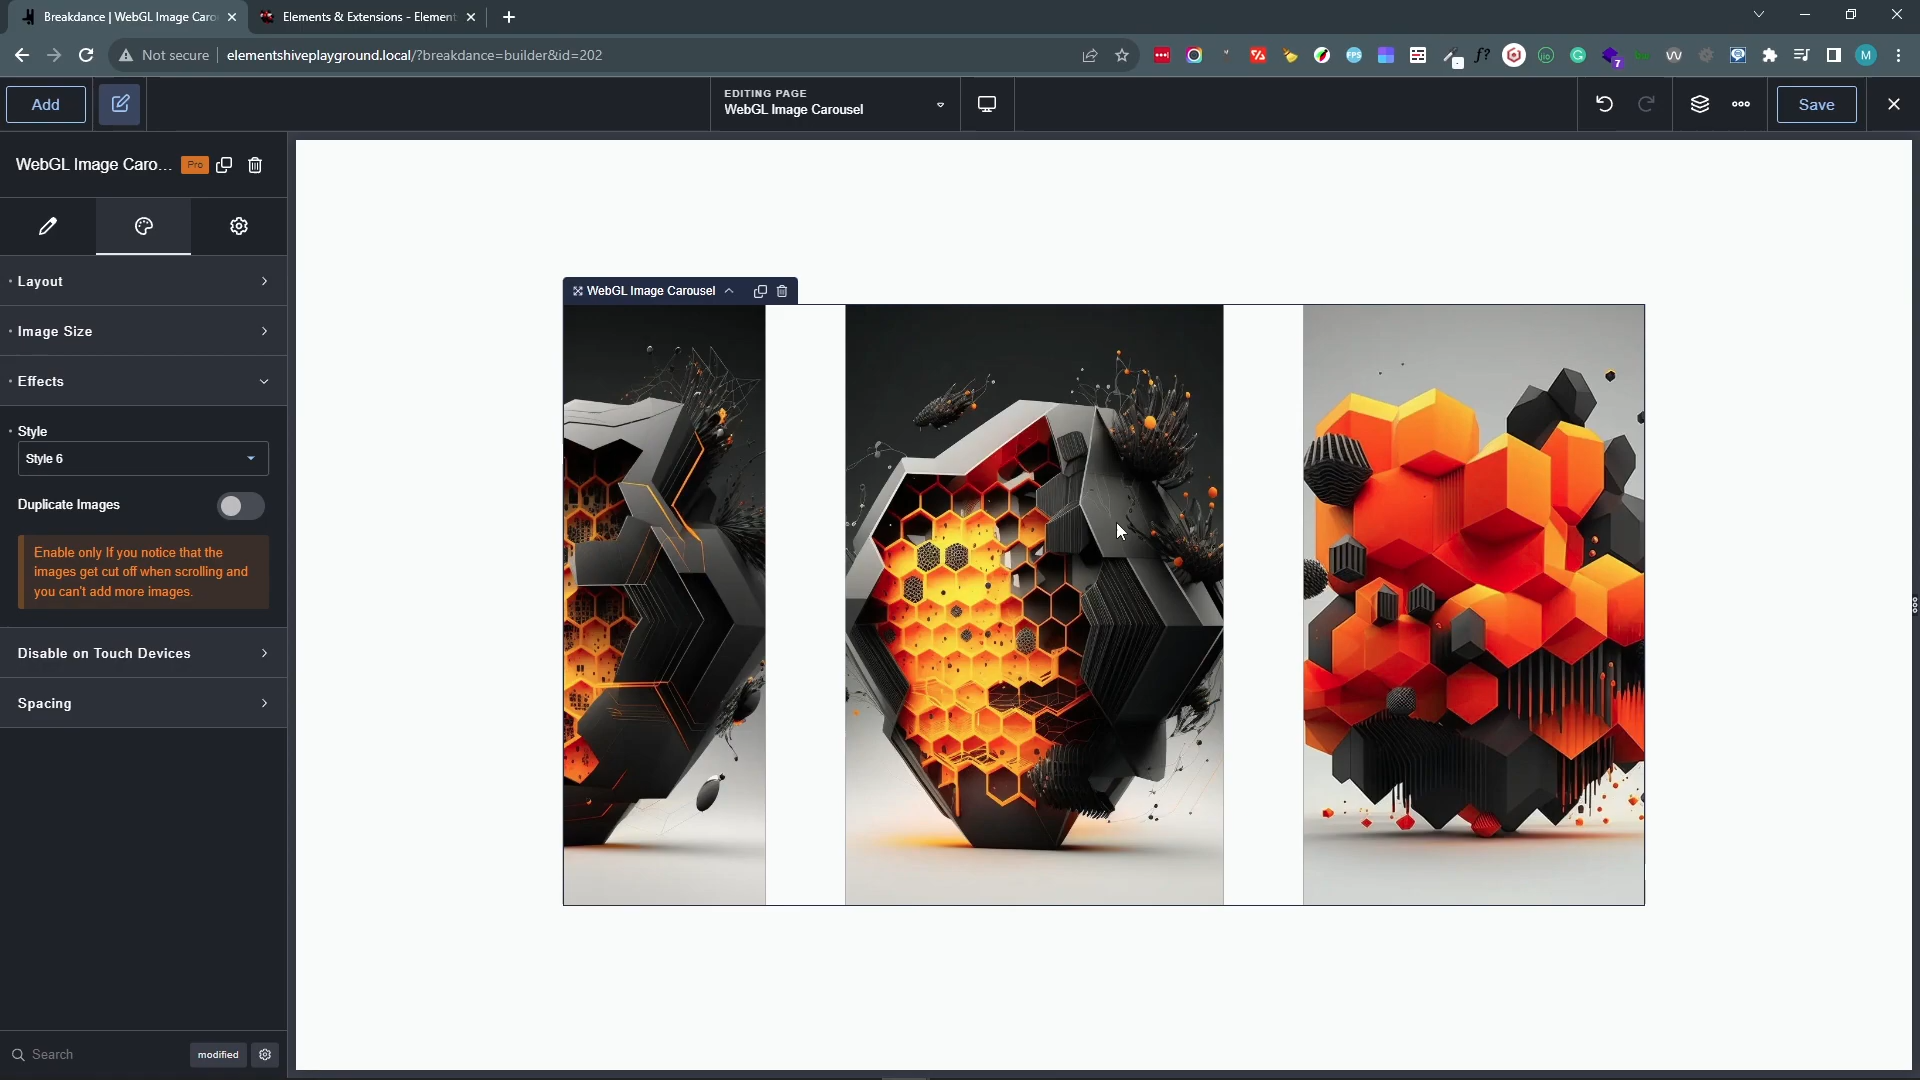 Breakdance | WebGL Image Caro
Elements & Extensions - Element
Not secure
elementshiveplayground.local/?breakdance=builder&id=202
7
Add
EDITING PAGE
WebGL Image Carousel
Save
WebGL Image Caro...
Pro
Layout
Image Size
Effects
Style
Style 6
Duplicate Images
Enable only If you notice that the
images get cut off when scrolling and
you can't add more images.
Disable on Touch Devices
Spacing
WebGL Image Carousel
Search
modified